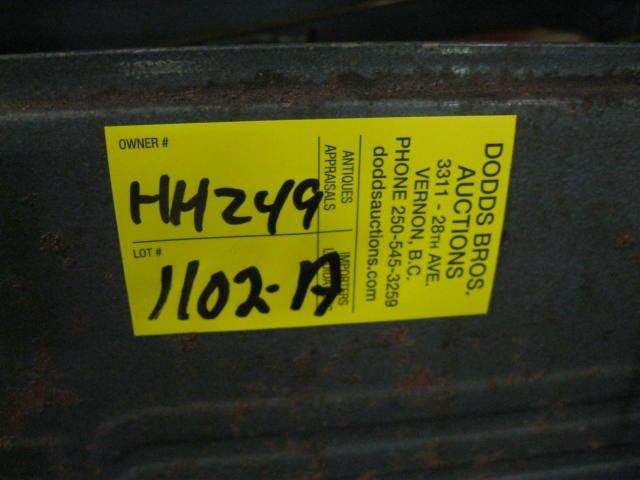 OWNER #
HH249
LOT #
1102-A
ANTIQUES
APPRAISALS
IMPORTERS
DODDS BROS.
AUCTIONS
3311 - 28TH AVE.
VERNON, B.C.
PHONE 250-545-3259
doddsauctions.com